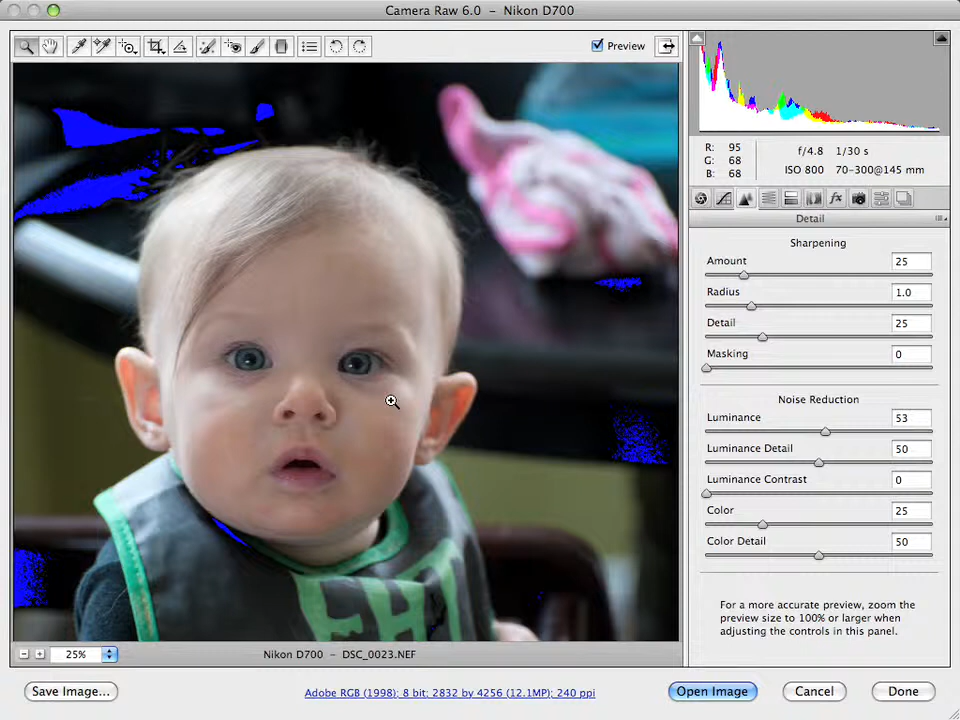 Camera Raw 6.0 – Nikon D700
Preview
R: 95
G: 68
B: 68
f/4.8 1/30 s
ISO 800 70-300@145 mm
fx
Detail
Sharpening
Amount 25
Radius 1.0
Detail 25
Masking 0
Noise Reduction
Luminance 53
Luminance Detail 50
Luminance Contrast 0
Color 25
Color Detail 50
For a more accurate preview, zoom the
preview size to 100% or larger when
adjusting the controls in this panel.
25%
Nikon D700 – DSC_0023.NEF
Save Image...
Adobe RGB (1998); 8 bit; 2832 by 4256 (12.1MP); 240 ppi
Open Image
Cancel
Done